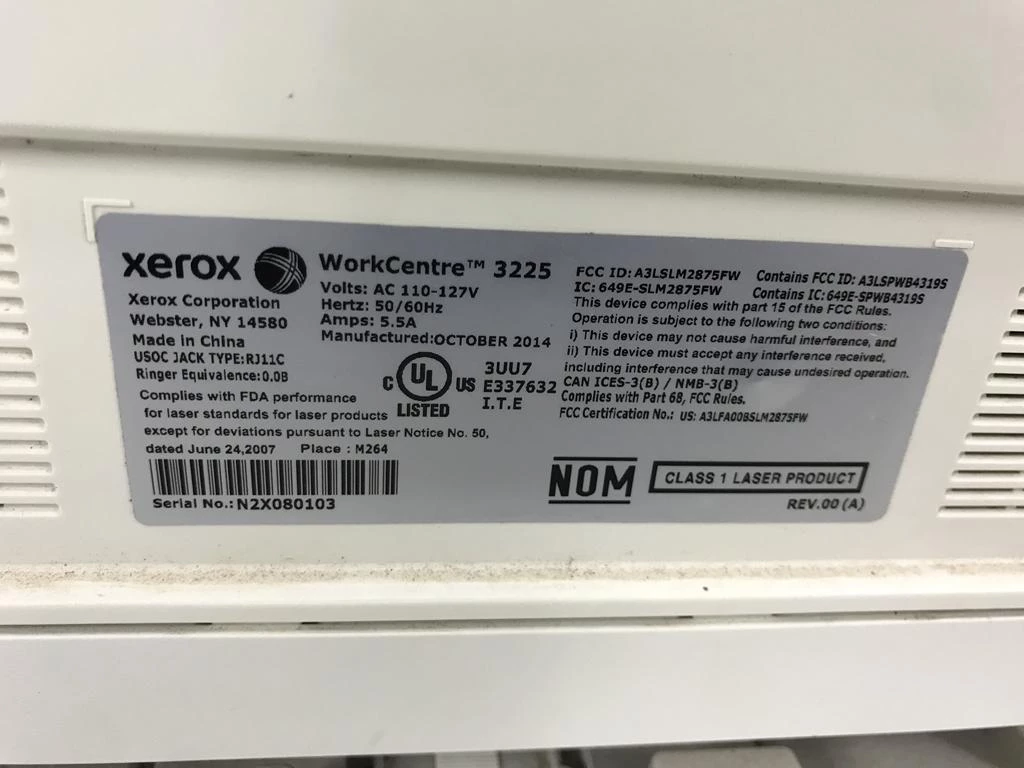 xerox
WorkCentre™ 3225
Xerox Corporation
Webster, NY 14580
Made in China
USOC JACK TYPE:RJ11C
Ringer Equivalence:0.0B
Volts: AC 110-127V
Hertz: 50/60Hz
Amps: 5.5A
Manufactured:OCTOBER 2014
Complies with FDA performance
for laser standards for laser products
except for deviations pursuant to Laser Notice No. 50,
dated June 24,2007 Place : M264
Serial No.: N2X080103
C UL US
LISTED
3UU7
E337632
I.T.E
FCC ID: A3LSLM2875FW Contains FCC ID: A3LSPWB4319S
IC: 649E-SLM2875FW Contains IC: 649E-SPWB4319S
This device complies with part 15 of the FCC Rules.
Operation is subject to the following two conditions:
i) This device may not cause harmful interference, and
ii) This device must accept any interference received,
including interference that may cause undesired operation.
CAN ICES-3(B) / NMB-3(B)
Complies with Part 68, FCC Rules.
FCC Certification No.: US: A3LFA00BSLM2875FW
NOM
CLASS 1 LASER PRODUCT
REV.00 (A)